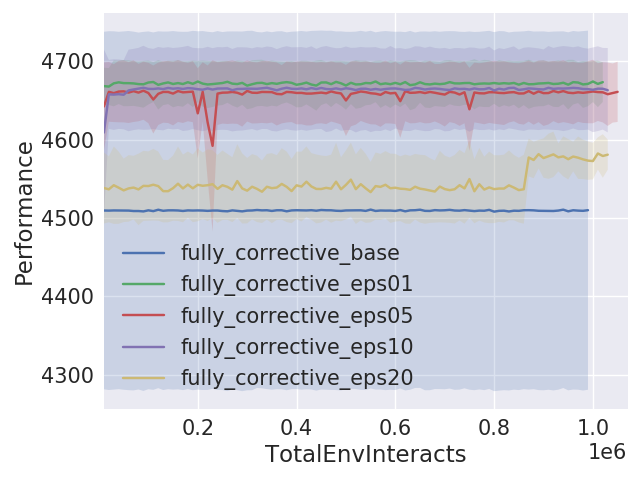 4700
4600
4500
4400
4300
Performance
fully_corrective_base
fully_corrective_eps01
fully_corrective_eps05
fully_corrective_eps10
fully_corrective_eps20
0.2 0.4 0.6 0.8 1.0
1e6
TotalEnvInteracts